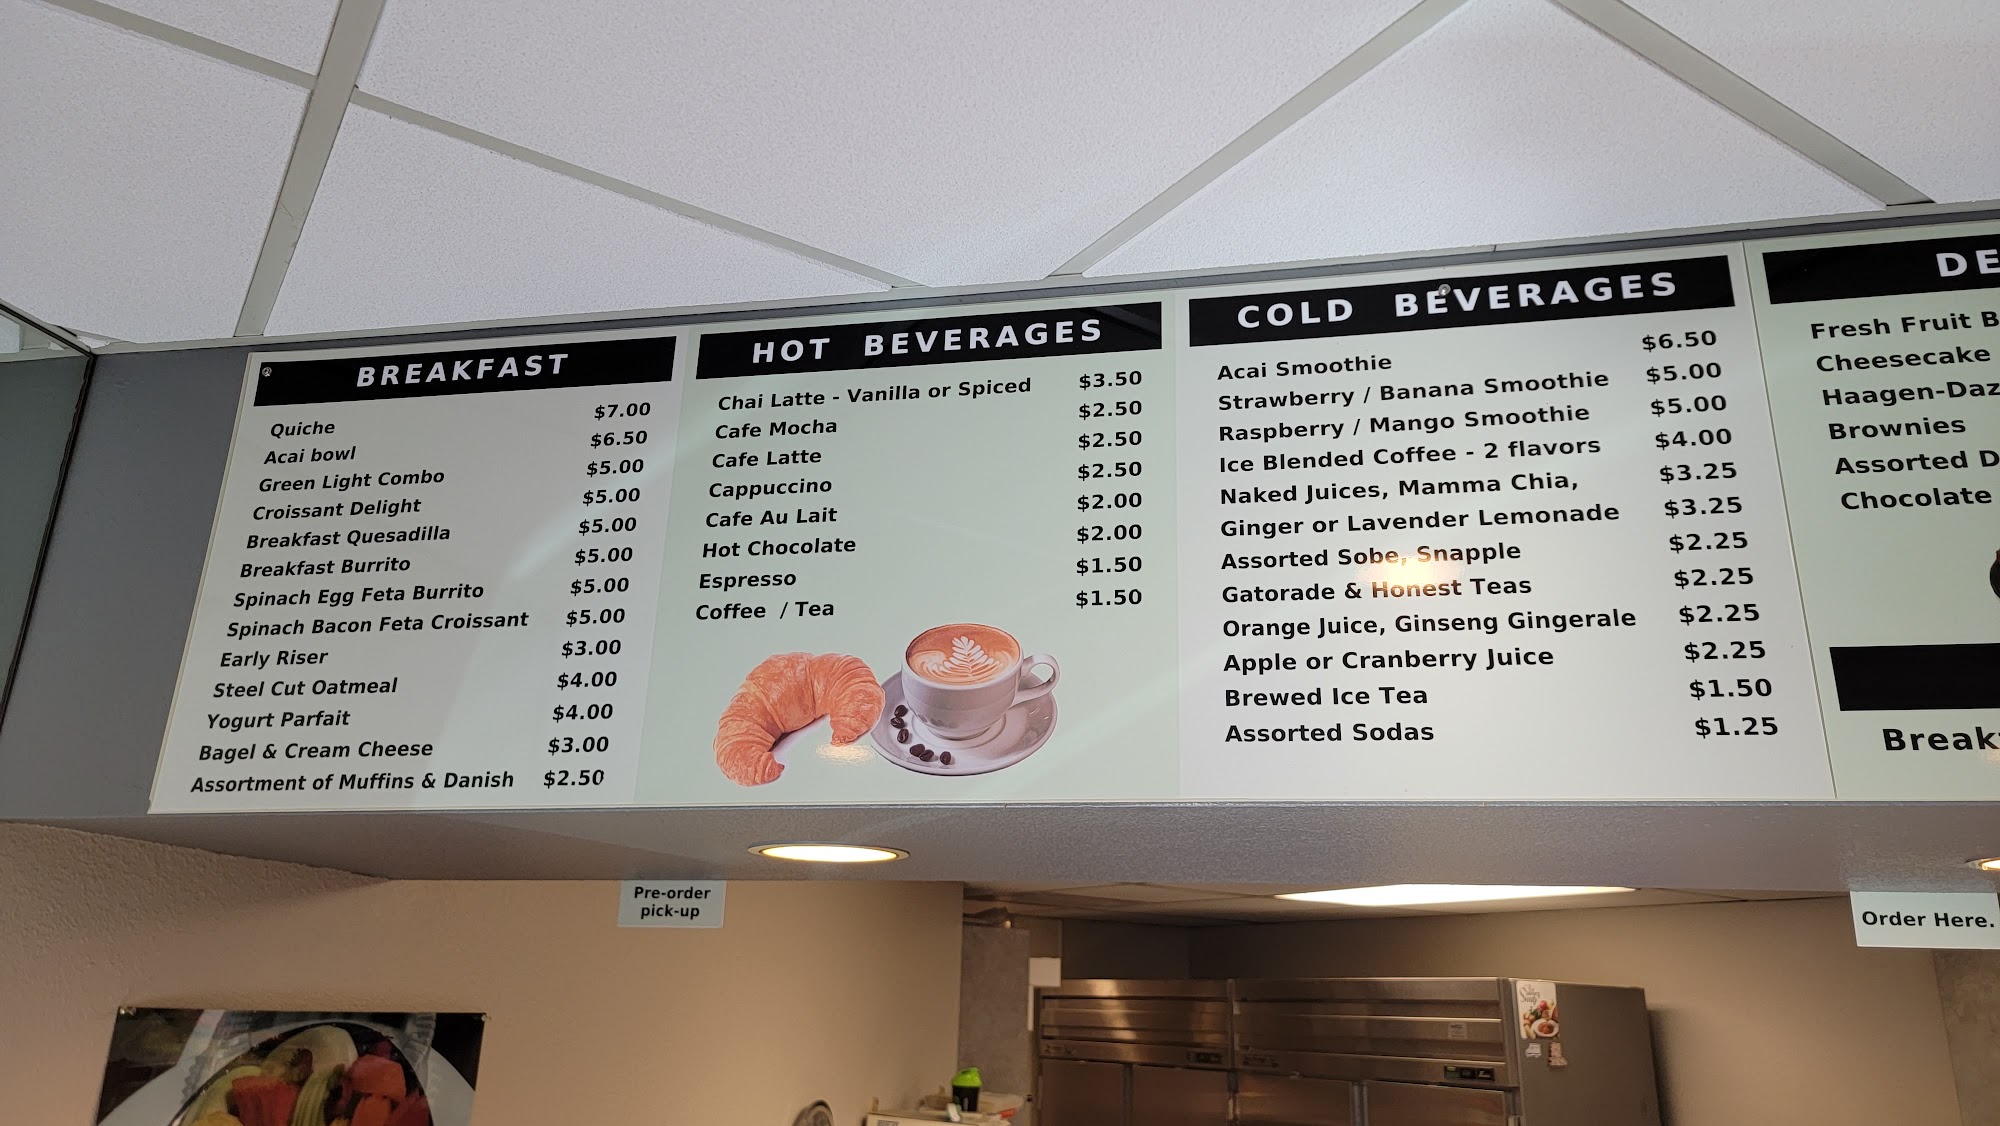 BREAKFAST
Quiche $7.00
Acai bowl $6.50
Green Light Combo $5.00
Croissant Delight $5.00
Breakfast Quesadilla $5.00
Breakfast Burrito $5.00
Spinach Egg Feta Burrito $5.00
Spinach Bacon Feta Croissant $5.00
Early Riser $3.00
Steel Cut Oatmeal $4.00
Yogurt Parfait $4.00
Bagel & Cream Cheese $3.00
Assortment of Muffins & Danish $2.50
HOT BEVERAGES
Chai Latte - Vanilla or Spiced $3.50
Cafe Mocha $2.50
Cafe Latte $2.50
Cappuccino $2.50
Cafe Au Lait $2.00
Hot Chocolate $2.00
Espresso $1.50
Coffee / Tea $1.50
COLD BEVERAGES
Acai Smoothie $6.50
Strawberry / Banana Smoothie $5.00
Raspberry / Mango Smoothie $5.00
Ice Blended Coffee - 2 flavors $4.00
Naked Juices, Mamma Chia, $3.25
Ginger or Lavender Lemonade $3.25
Assorted Sobe, Snapple $2.25
Gatorade & Honest Teas $2.25
Orange Juice, Ginseng Gingerale $2.25
Apple or Cranberry Juice $2.25
Brewed Ice Tea $1.50
Assorted Sodas $1.25
DE
Fresh Fruit B
Cheesecake
Haagen-Daz
Brownies
Assorted D
Chocolate
Break
Pre-order
pick-up
Order Here.